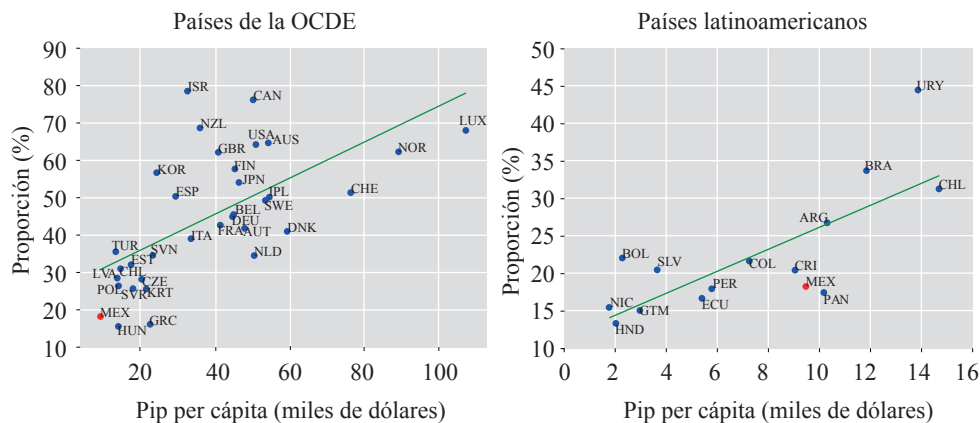 Países de la OCDE
90
80
70
60
50
40
30
20
10
Proporción (%)
JSR
CAN
NZL
USA
AUS
LUX
GBR
NOR
FIN
KOR
JPN
ESP
JPL
CHE
SWE
BEL
DEU
FRA
AUT
DNK
ITA
TUR
SVN
NLD
EST
LVA
CHL
CZE
POL
SVR
KRT
MEX
HUN
GRC
20
40
60
80
100
Pip per cápita (miles de dólares)
Países latinoamericanos
50
45
40
35
30
25
20
15
10
Proporción (%)
URY
BRA
CHL
ARG
BOL
SLV
COL
CRI
PER
MEX
NIC
GTM
ECU
PAN
HND
0
2
4
6
8
10
12
14
16
Pip per cápita (miles de dólares)